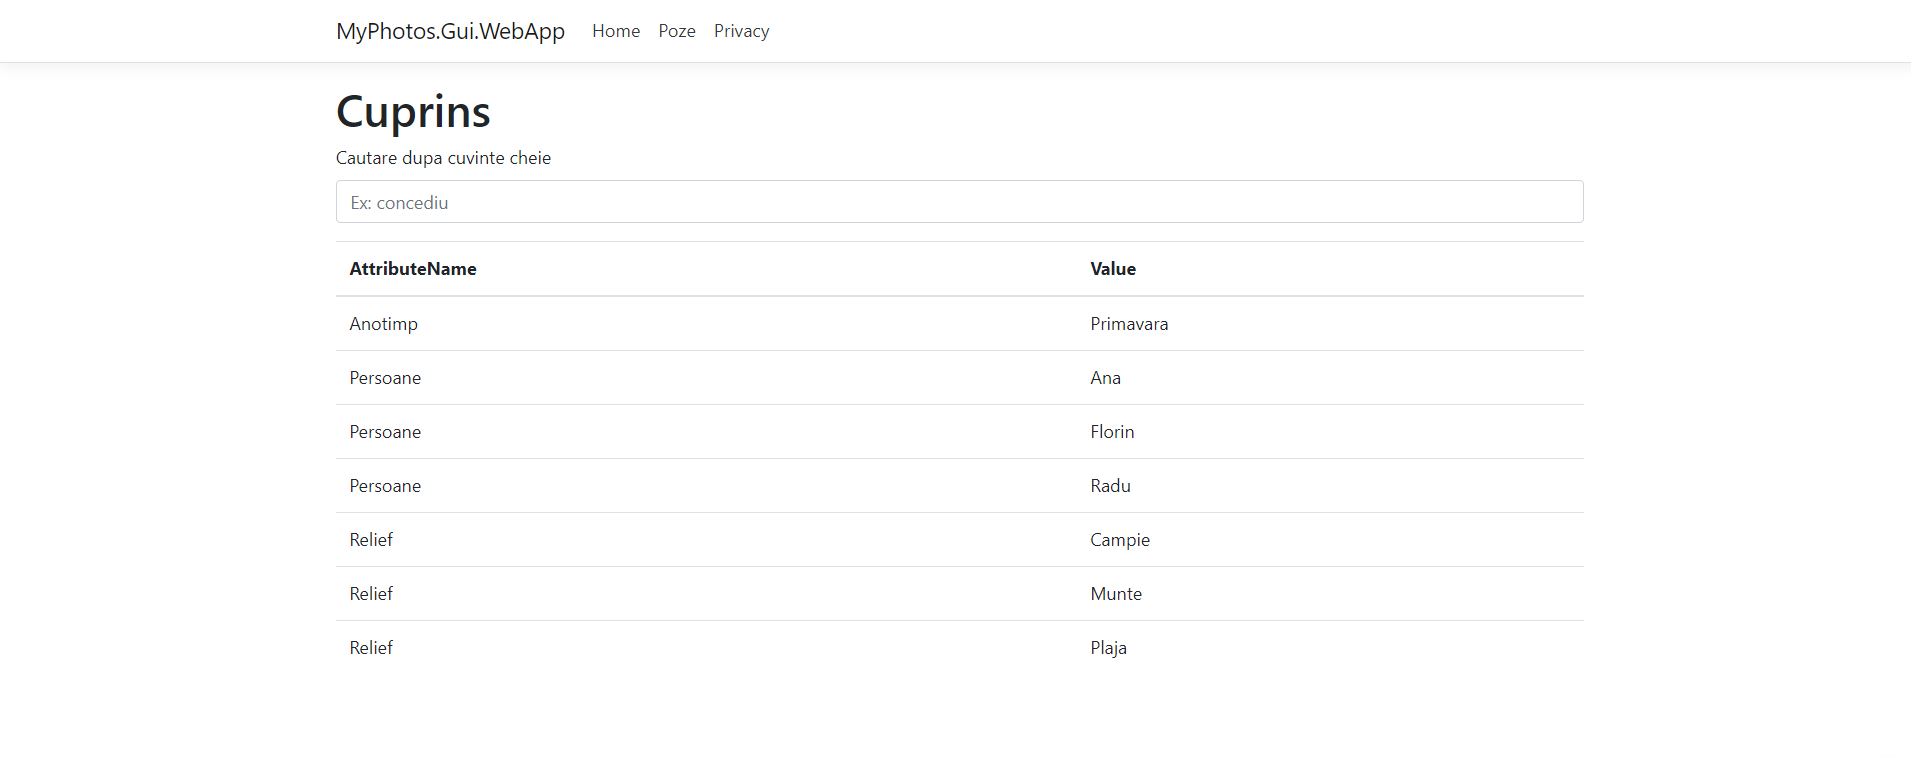 MyPhotos.Gui.WebApp Home Poze Privacy
Cuprins
Cautare dupa cuvinte cheie
Ex: concediu
AttributeName Value
Anotimp Primavara
Persoane Ana
Persoane Florin
Persoane Radu
Relief Campie
Relief Munte
Relief Plaja